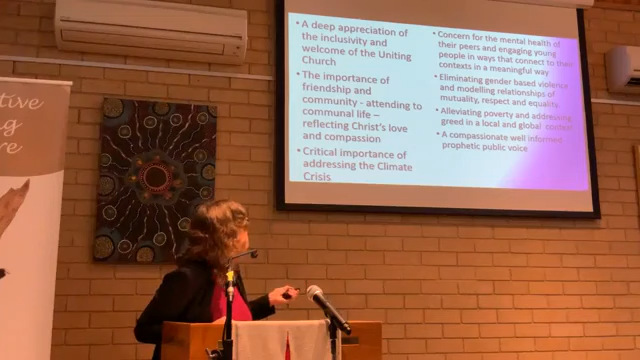 • A deep appreciation of
the inclusivity and
welcome of the Uniting
Church
• The importance of
friendship and
community - attending to
communal life –
reflecting Christ's love
and compassion
• Critical importance of
addressing the Climate
Crisis
• Concern for the mental health of
their peers and engaging young
people in ways that connect to their
contexts in a meaningful way
• Eliminating gender based violence
and modelling relationships of
mutuality, respect and equality.
• Alleviating poverty and addressing
greed in a local and global context
• A compassionate well informed
prophetic public voice